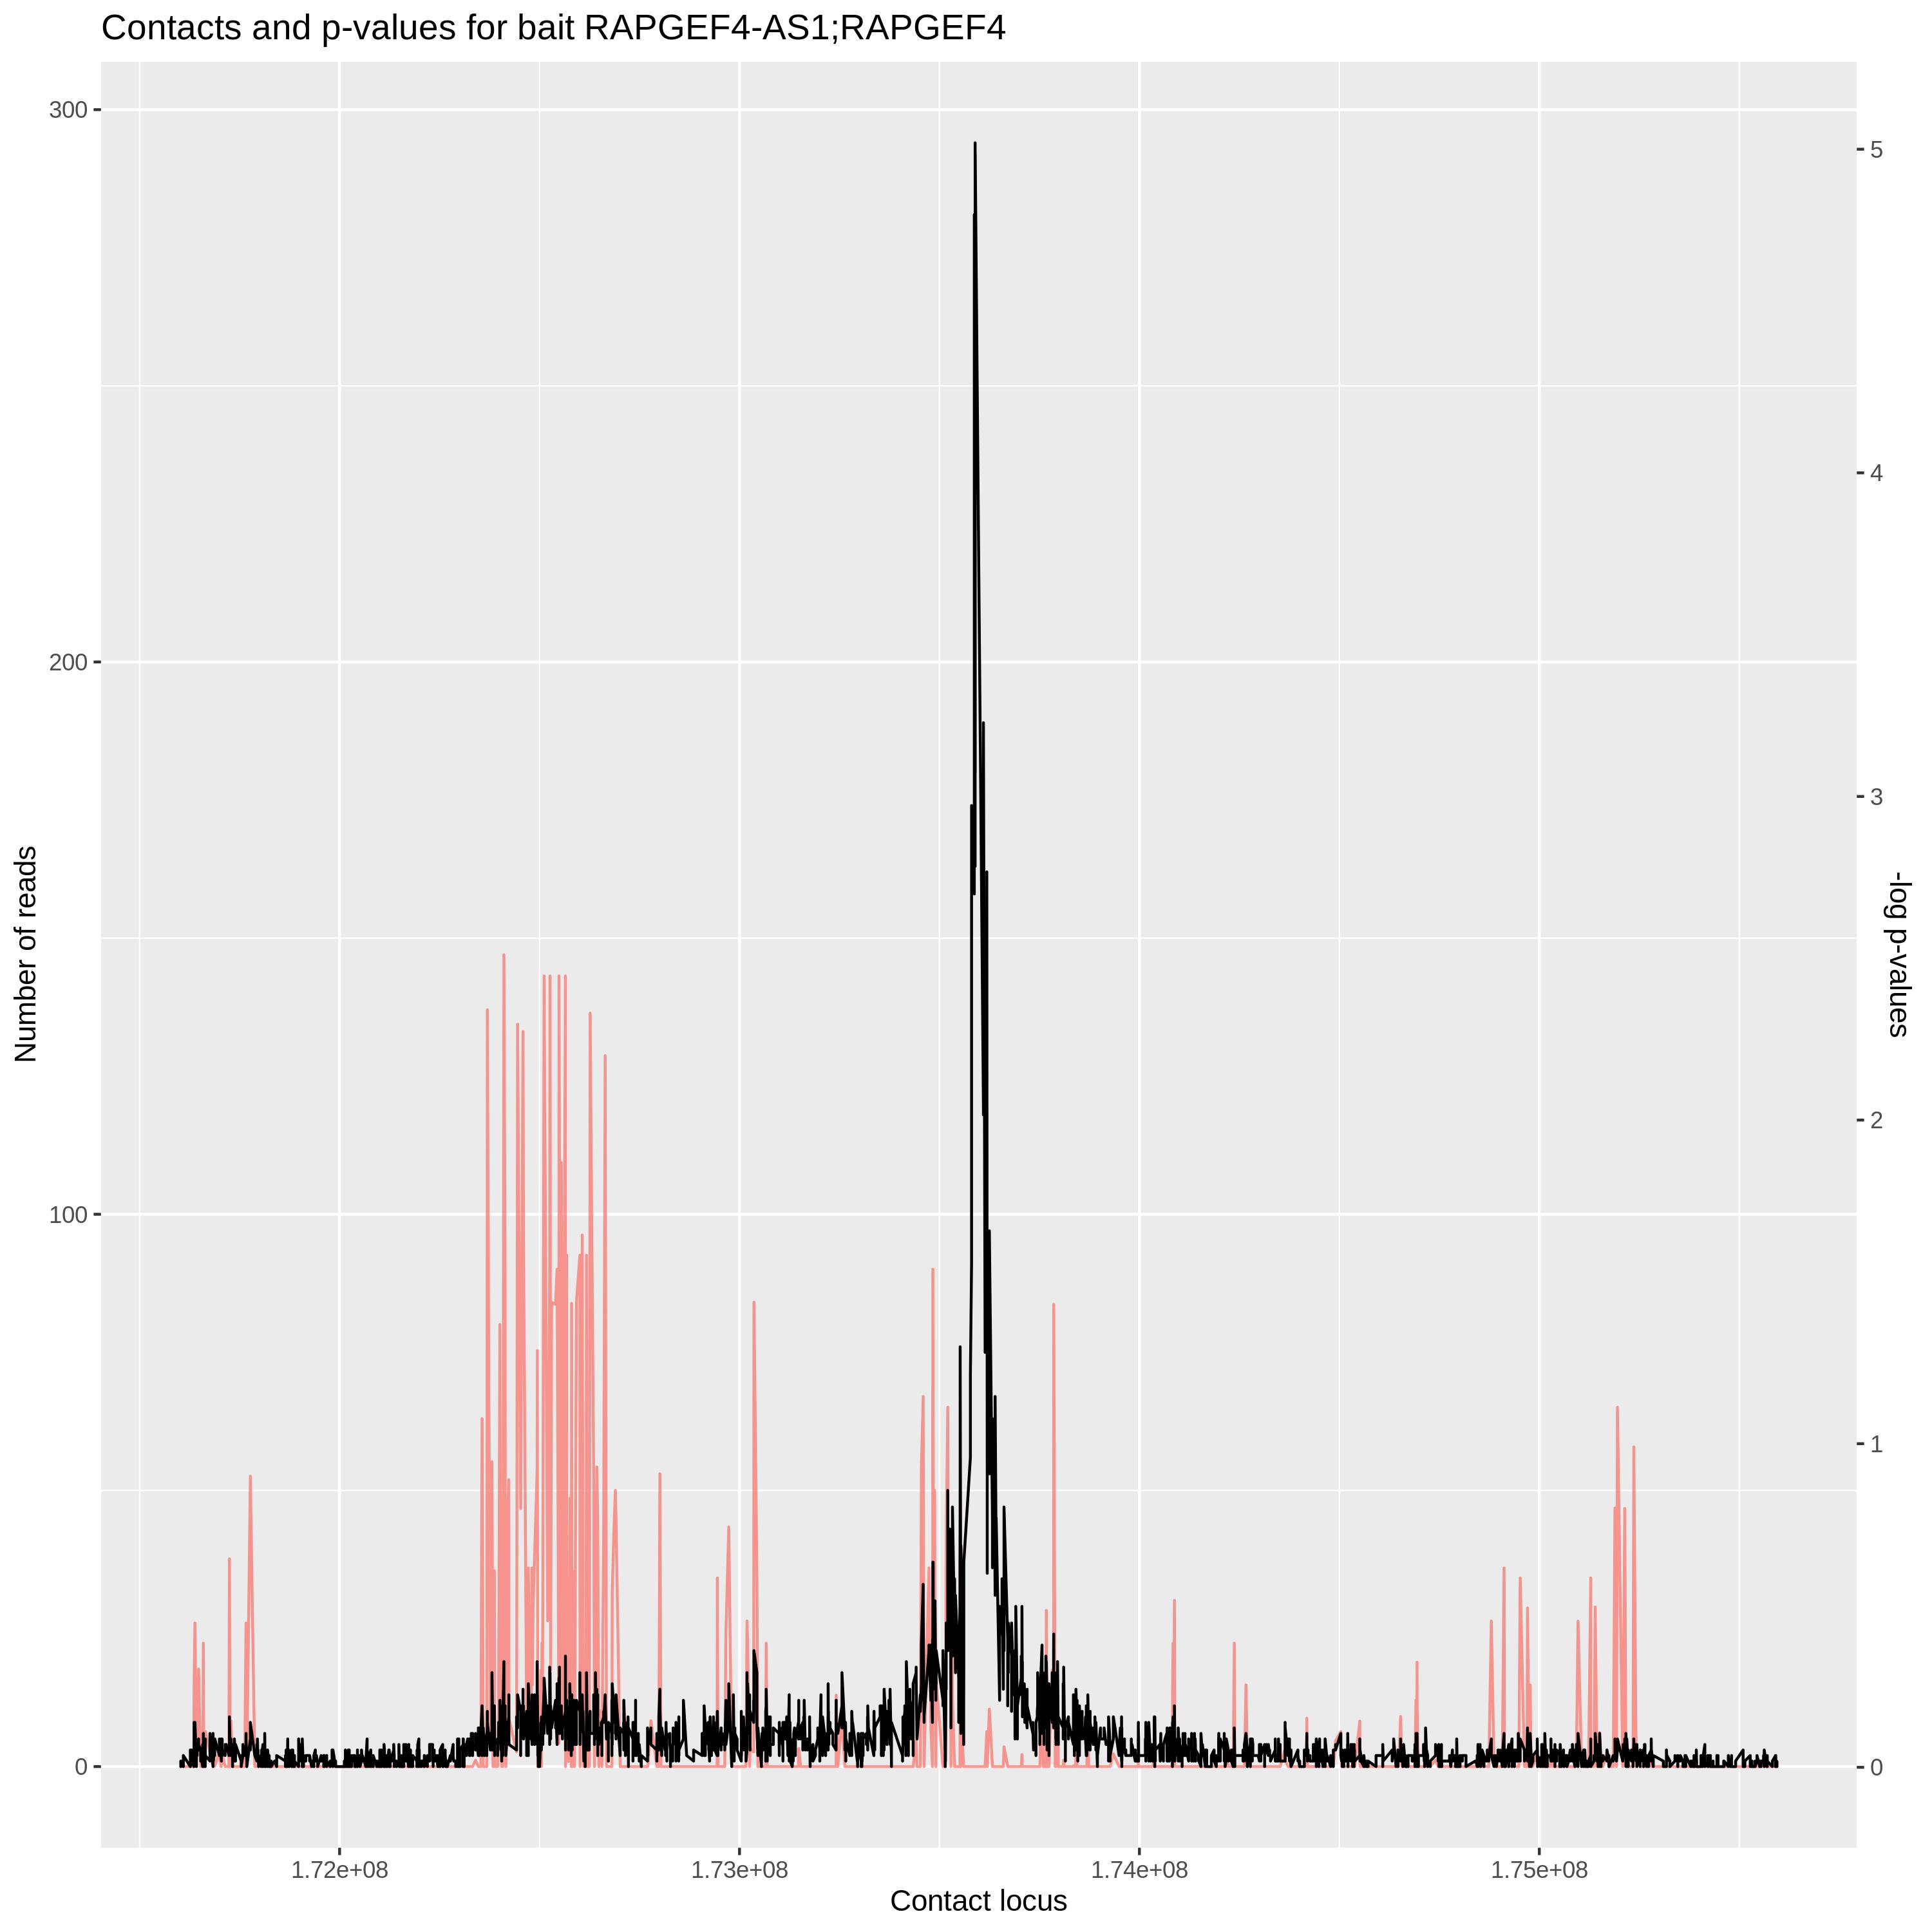 Contacts and p-values for bait RAPGEF4-AS1;RAPGEF4
300
200
100
0
Number of reads
5
4
3
2
1
0
-log p-values
1.72e+08
1.73e+08
1.74e+08
1.75e+08
Contact locus